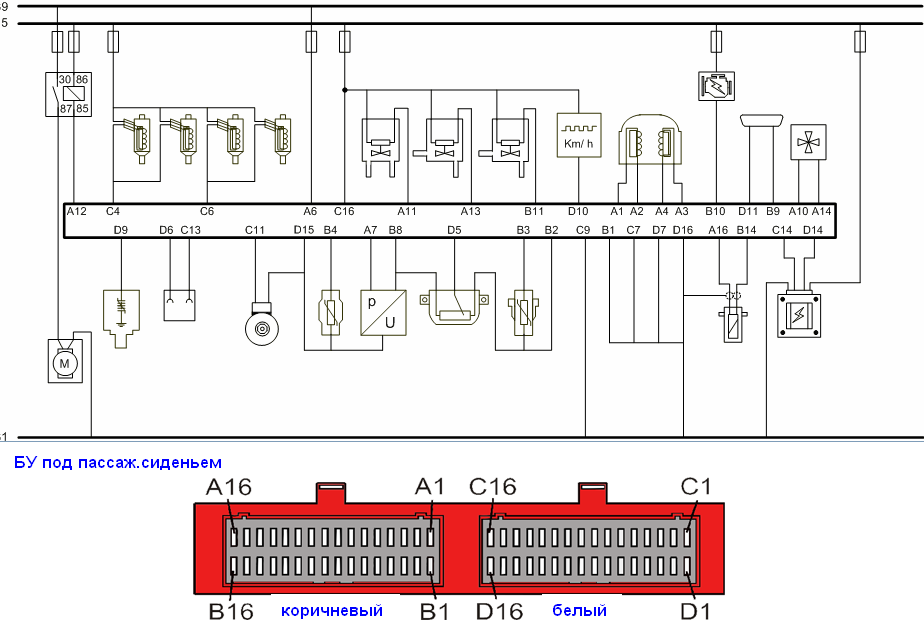 30 86
87 85
Km/ h
A12 C4 C6 A6 C16 A11 A13 B11 D10 A1 A2 A4 A3 B10 D11 B9 A10 A14
D9 D6 C13 C11 D15 B4 A7 B8 D5 B3 B2 C9 B1 C7 D7 D16 A16 B14 C14 D14
p
U
M
БУ под пассаж.сиденьем
A16 A1 C16 C1
B16 коричневый B1 D16 белый D1